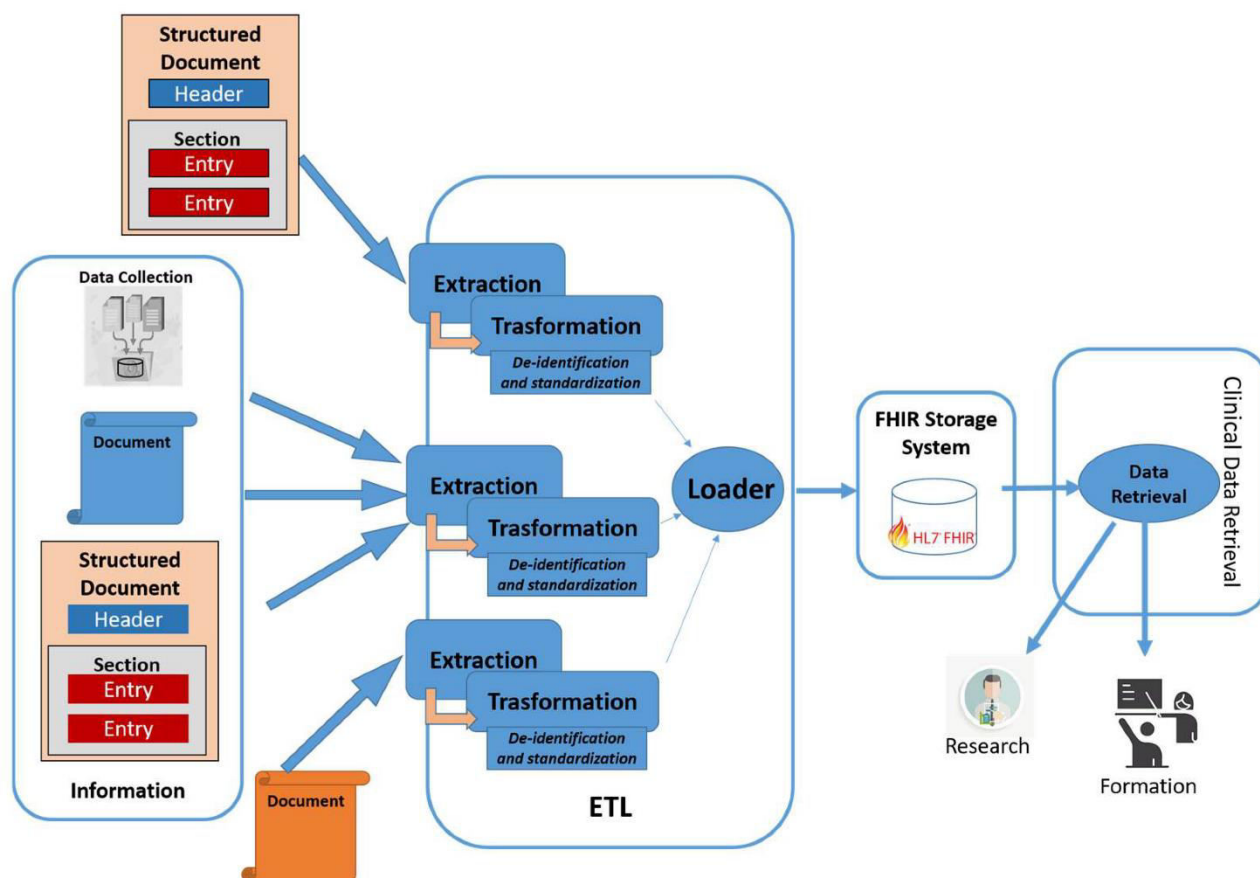 Structured
Document
Header
Section
Entry
Entry
Data Collection
Document
Structured
Document
Header
Section
Entry
Entry
Information
Document
Extraction
Trasformation
De-identification
and standardization
Extraction
Trasformation
De-identification
and standardization
Extraction
Trasformation
De-identification
and standardization
Loader
ETL
FHIR Storage
System
HL7 FHIR
Data
Retrieval
Clinical Data Retrieval
Research
Formation